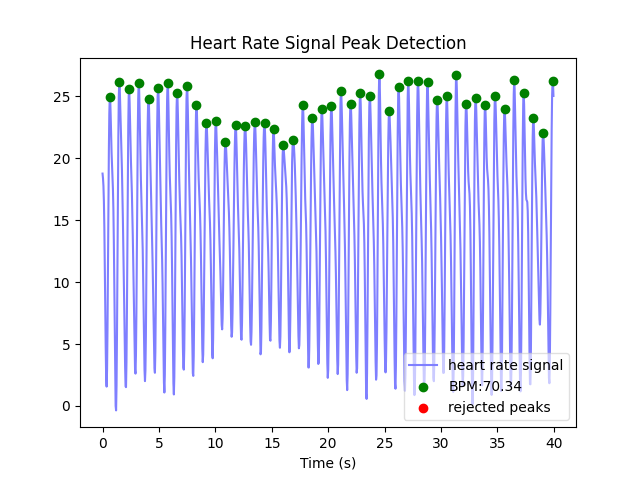 Heart Rate Signal Peak Detection
25
20
15
10
5
0
heart rate signal
BPM:70.34
rejected peaks
0 5 10 15 20 25 30 35 40
Time (s)